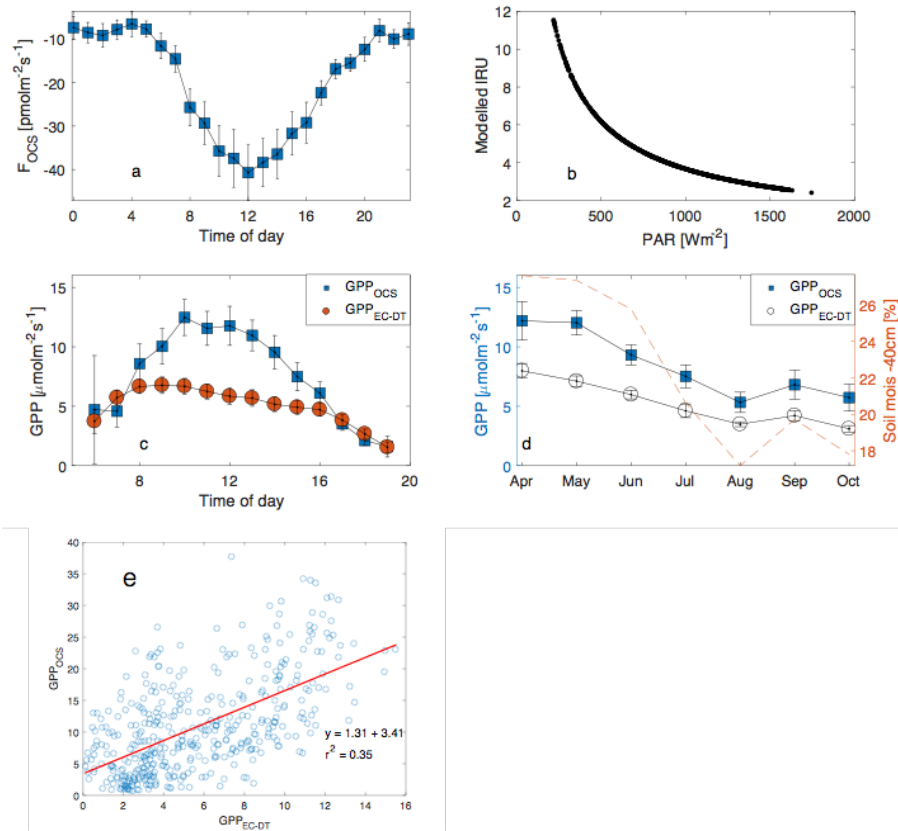 -10
-20
-30
-40
F_OCS [pmolm⁻²s⁻¹]
a
0 4 8 12 16 20
Time of day
12
10
8
6
4
2
Modelled IRU
b
0 500 1000 1500 2000
PAR [Wm⁻²]
15
10
5
0
GPP [μmolm⁻²s⁻¹]
GPP_OCS
GPP_EC-DT
c
8 12 16 20
Time of day
15
10
5
0
GPP [μmolm⁻²s⁻¹]
GPP_OCS
GPP_EC-DT
d
26
24
22
20
18
Soil mois -40cm [%]
Apr May Jun Jul Aug Sep Oct
40
35
30
25
20
15
10
5
0
GPP_OCS
e
y = 1.31 + 3.41
r² = 0.35
0 2 4 6 8 10 12 14 16
GPP_EC-DT